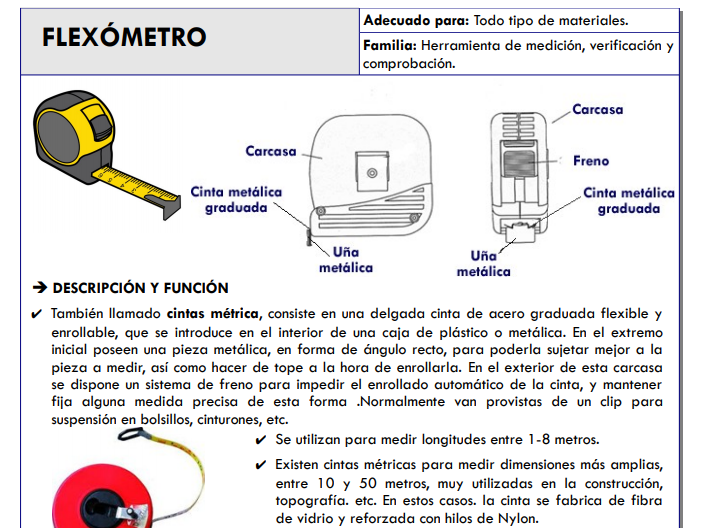 FLEXÓMETRO
Adecuado para: Todo tipo de materiales.
Familia: Herramienta de medición, verificación y
comprobación.
Carcasa
Cinta metálica
graduada
Uña
metálica
Carcasa
Freno
Cinta metálica
graduada
Uña
metálica
➔ DESCRIPCIÓN Y FUNCIÓN
✔ También llamado cintas métrica, consiste en una delgada cinta de acero graduada flexible y
enrollable, que se introduce en el interior de una caja de plástico o metálica. En el extremo
inicial poseen una pieza metálica, en forma de ángulo recto, para poderla sujetar mejor a la
pieza a medir, así como hacer de tope a la hora de enrollarla. En el exterior de esta carcasa
se dispone un sistema de freno para impedir el enrollado automático de la cinta, y mantener
fija alguna medida precisa de esta forma .Normalmente van provistas de un clip para
suspensión en bolsillos, cinturones, etc.
✔ Se utilizan para medir longitudes entre 1-8 metros.
✔ Existen cintas métricas para medir dimensiones más amplias,
entre 10 y 50 metros, muy utilizadas en la construcción,
topografía. etc. En estos casos. la cinta se fabrica de fibra
de vidrio y reforzada con hilos de Nylon.